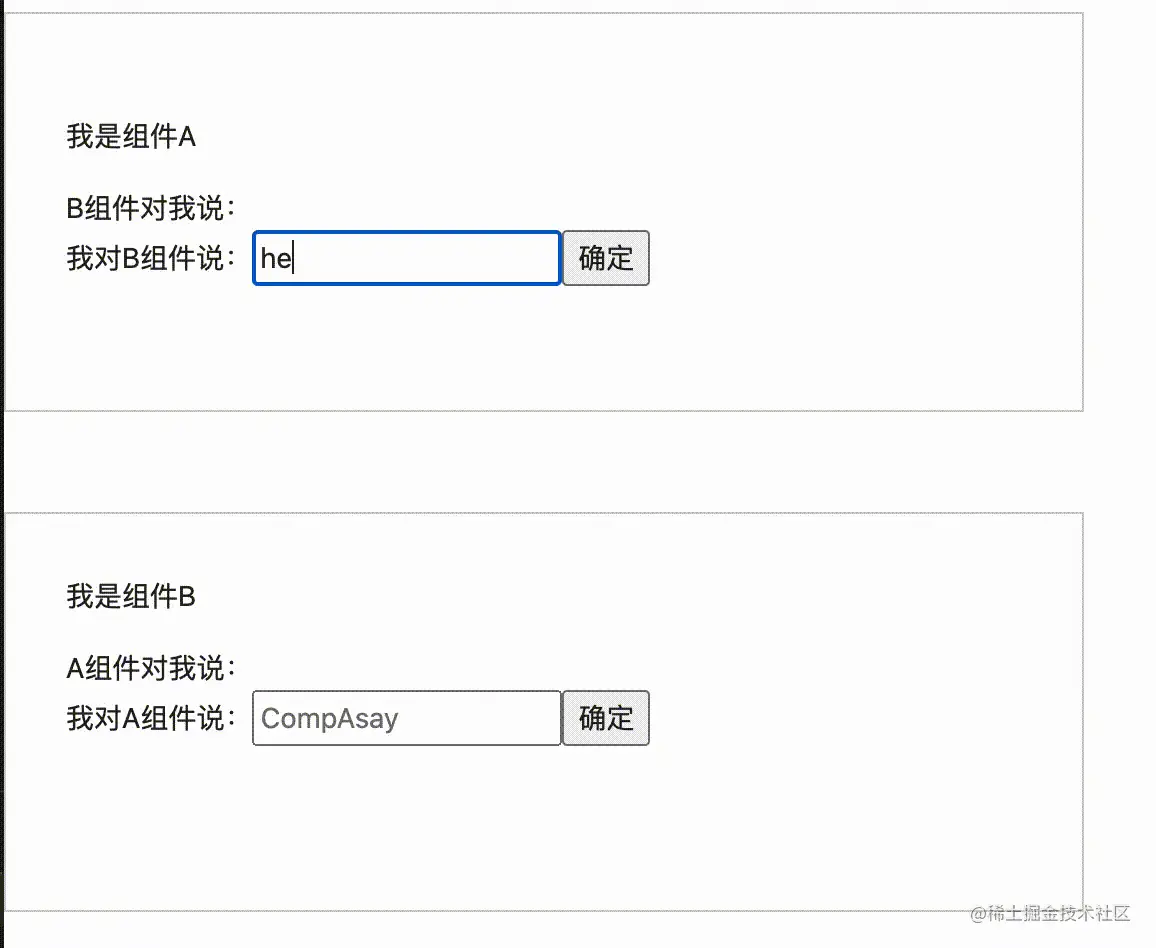 我是组件A
B组件对我说：
我对B组件说： he 确定
我是组件B
A组件对我说：
我对A组件说： CompAsay 确定
@稀土掘金技术社区